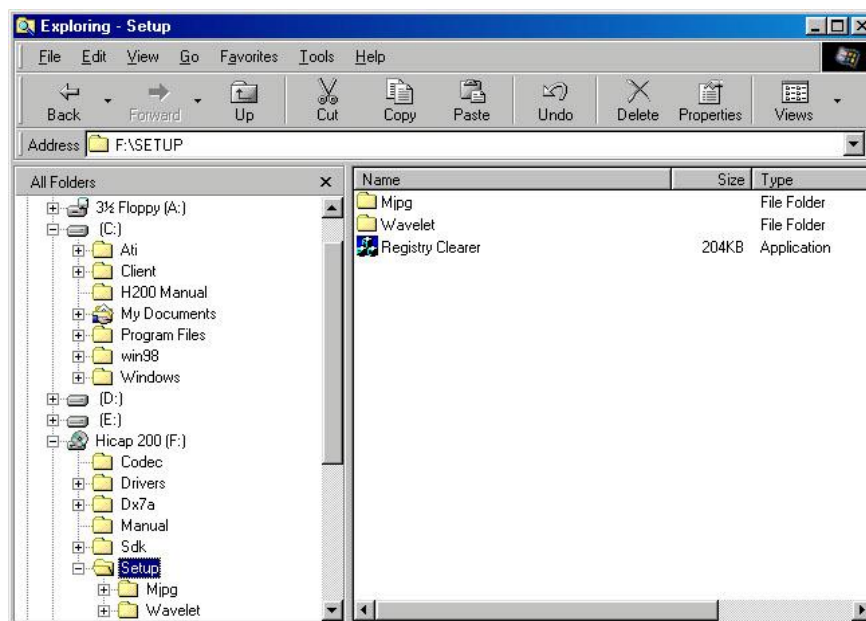 Exploring - Setup
File Edit View Go Favorites Tools Help
Back Forward Up Cut Copy Paste Undo Delete Properties Views
Address F:\SETUP
All Folders
3½ Floppy (A:)
(C:)
Ati
Client
H200 Manual
My Documents
Program Files
win98
Windows
(D:)
(E:)
Hicap 200 (F:)
Codec
Drivers
Dx7a
Manual
Sdk
Setup
Mjpg
Wavelet
Name Size Type
Mjpg File Folder
Wavelet File Folder
Registry Clearer 204KB Application